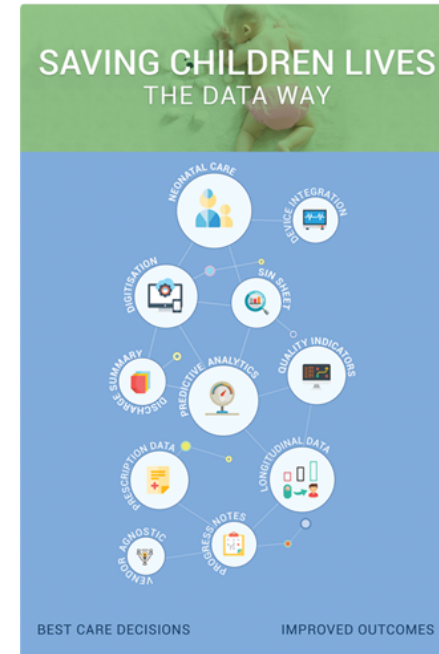 SAVING CHILDREN LIVES
THE DATA WAY
NEONATAL CARE
DEVICE INTEGRATION
DIGITISATION
SIN SHEET
DISCHARGE SUMMARY
PREDICTIVE ANALYTICS
QUALITY INDICATORS
PRESCRIPTION DATA
LONGITUDINAL DATA
VENDOR AGNOSTIC
PROGRESS NOTES
BEST CARE DECISIONS
IMPROVED OUTCOMES